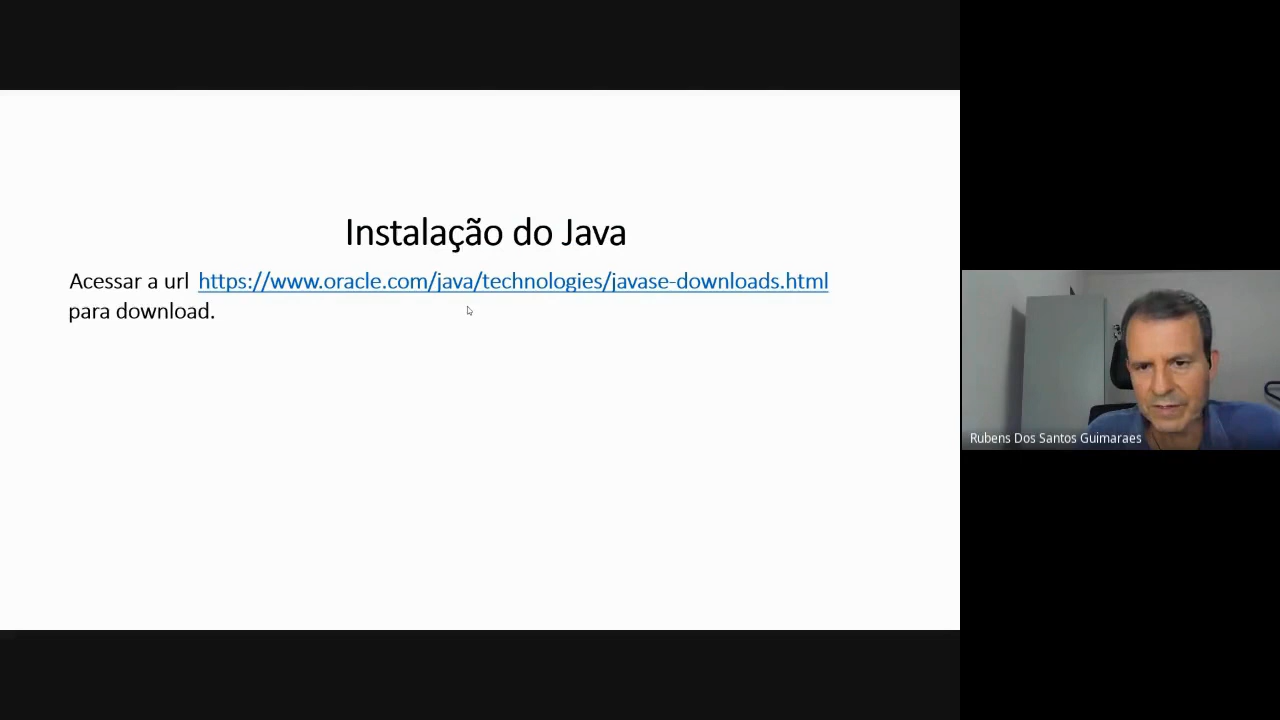 Instalação do Java
Acessar a url https://www.oracle.com/java/technologies/javase-downloads.html
para download.
Rubens Dos Santos Guimaraes